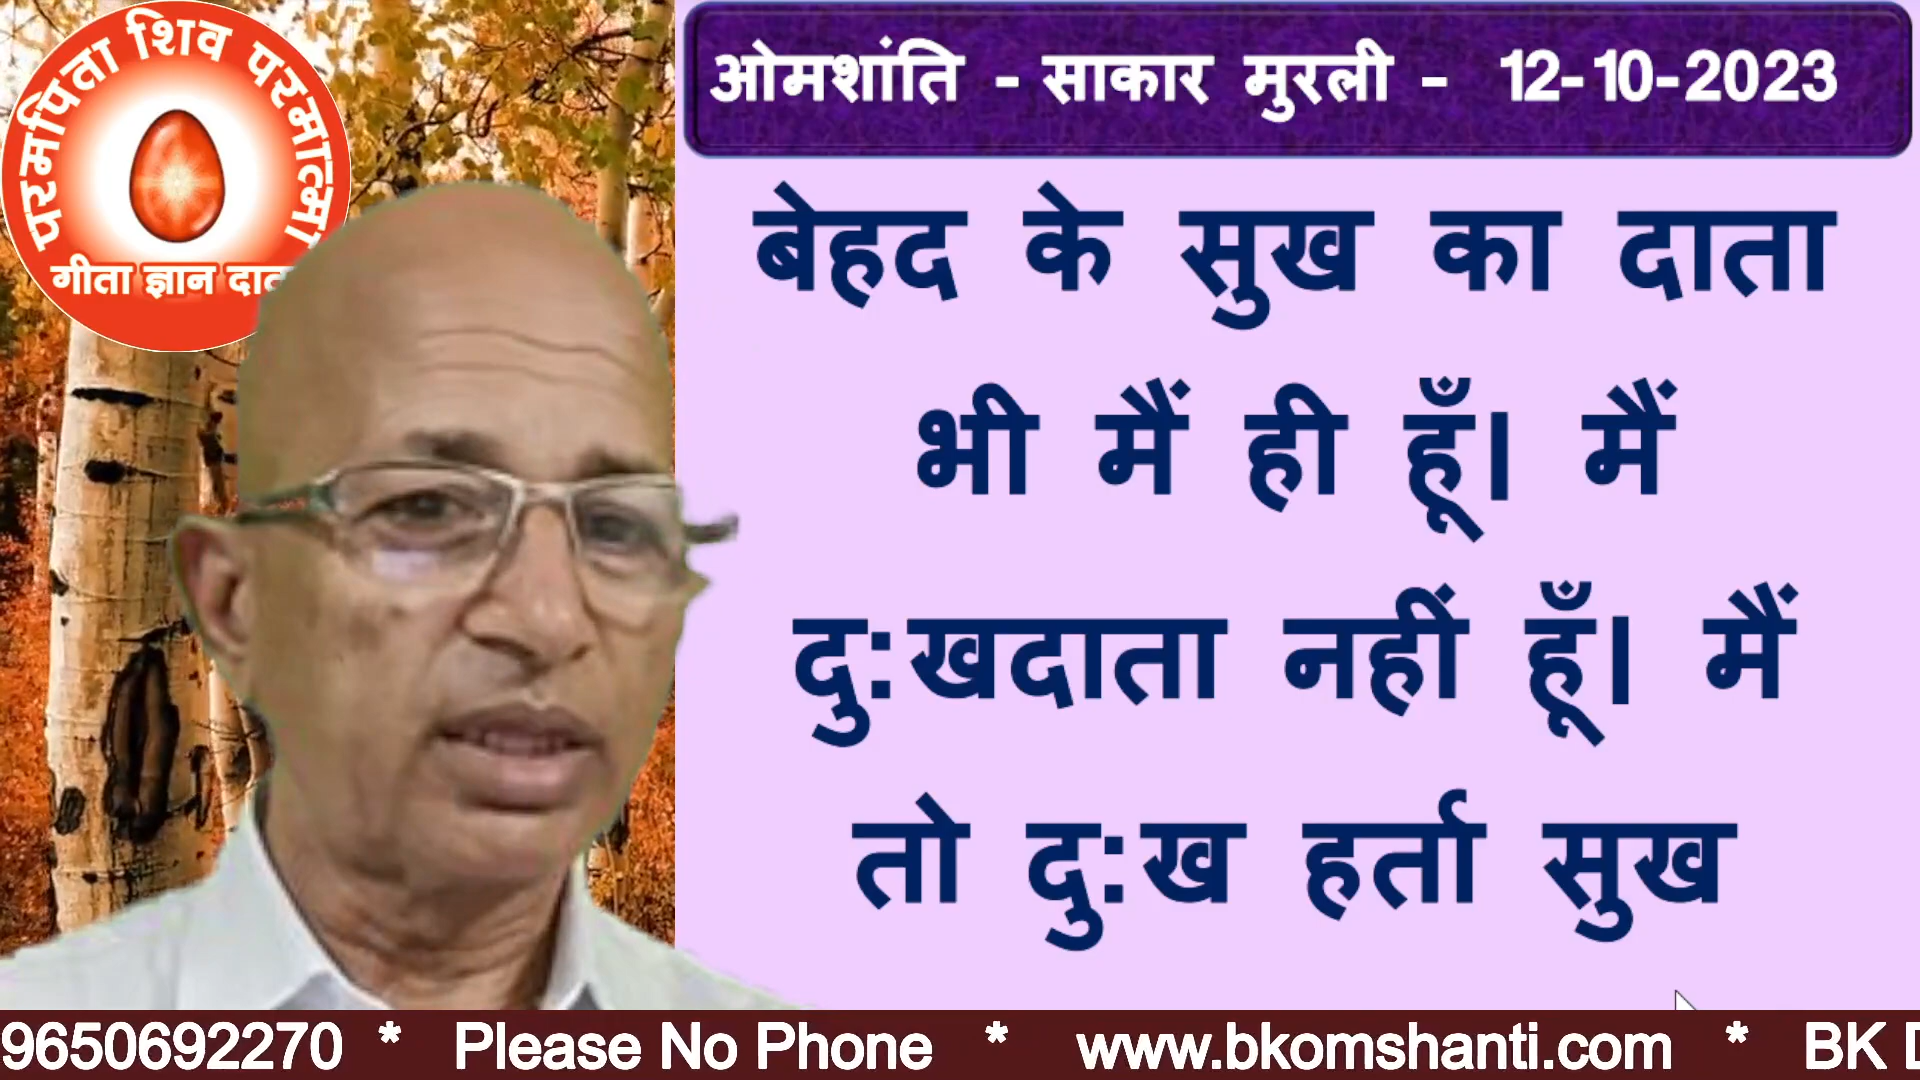 परमपिता शिव परमात्मा
गीता ज्ञान
ओमशांति - साकार मुरली - 12-10-2023
बेहद के सुख का दाता
भी मैं ही हूँ। मैं
दु:खदाता नहीं हूँ। मैं
तो दु:ख हर्ता सुख
9650692270 * Please No Phone * www.bkomshanti.com * BK